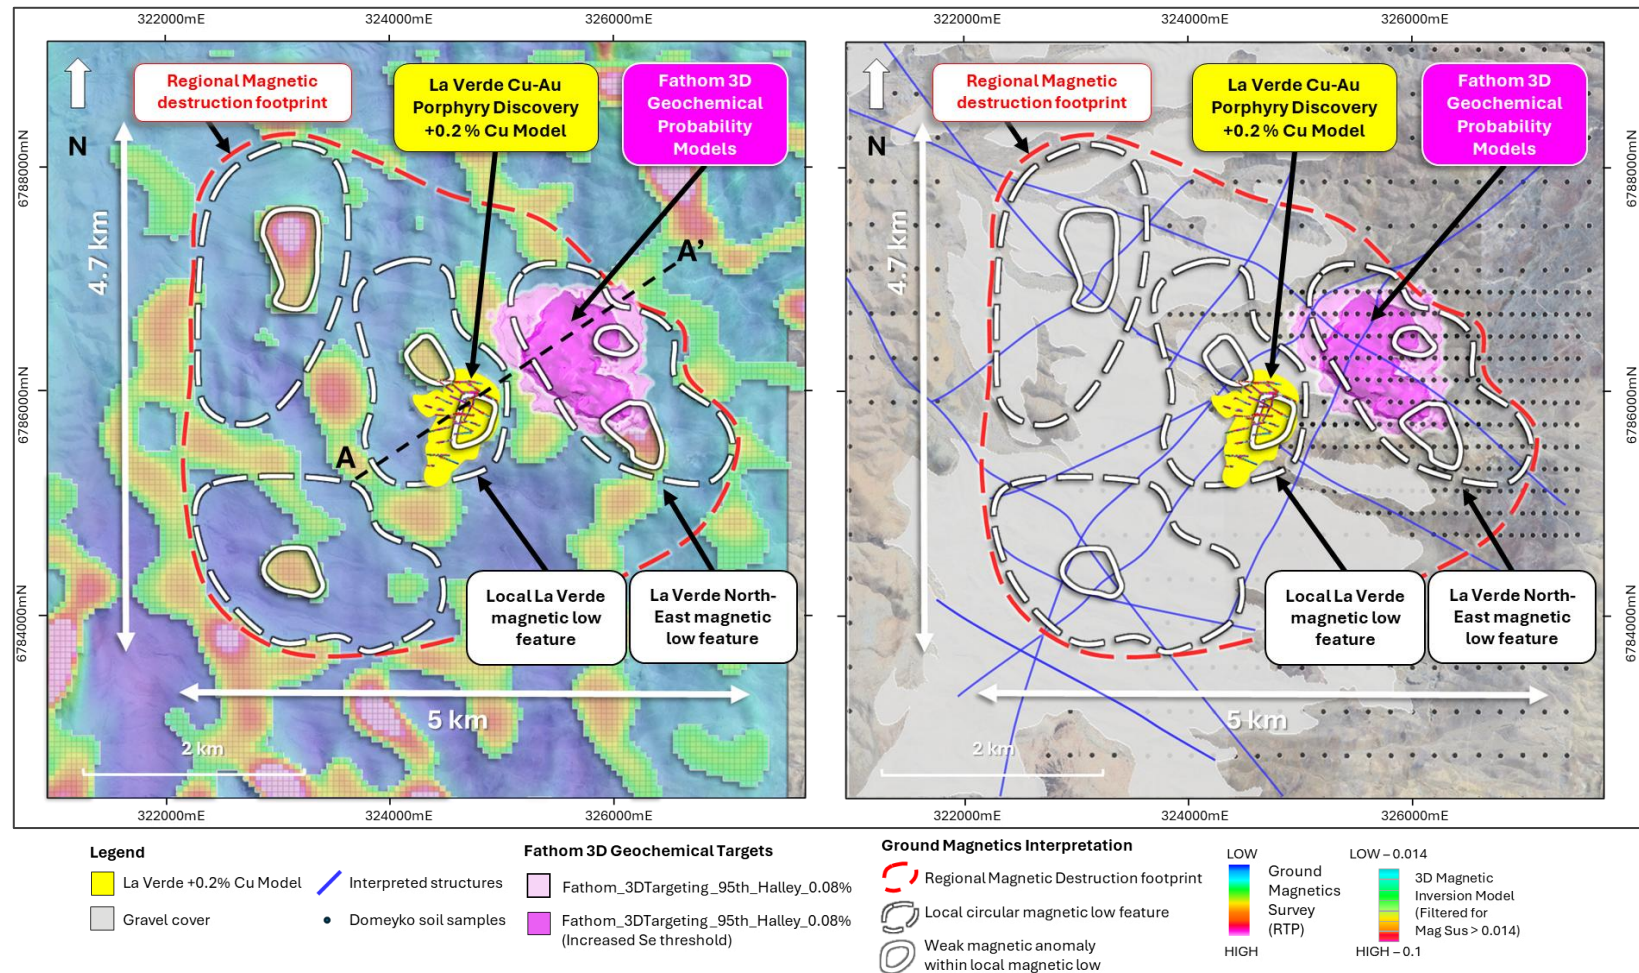 322000mE
324000mE
326000mE
322000mE
324000mE
326000mE
Regional Magnetic
destruction footprint
La Verde Cu-Au
Porphyry Discovery
+0.2 % Cu Model
Fathom 3D
Geochemical
Probability
Models
N
6788000mN
6786000mN
6784000mN
4.7 km
A'
A
Local La Verde
magnetic low
feature
La Verde North-
East magnetic
low feature
5 km
2 km
Regional Magnetic
destruction footprint
La Verde Cu-Au
Porphyry Discovery
+0.2 % Cu Model
Fathom 3D
Geochemical
Probability
Models
N
4.7 km
6788000mN
6786000mN
6784000mN
Local La Verde
magnetic low
feature
La Verde North-
East magnetic
low feature
5 km
2 km
322000mE
324000mE
326000mE
322000mE
324000mE
326000mE
Legend
La Verde +0.2% Cu Model
Gravel cover
Interpreted structures
Domeyko soil samples
Fathom 3D Geochemical Targets
Fathom_3DTargeting_95th_Halley_0.08%
Fathom_3DTargeting_95th_Halley_0.08%
(Increased Se threshold)
Ground Magnetics Interpretation
Regional Magnetic Destruction footprint
Local circular magnetic low feature
Weak magnetic anomaly
within local magnetic low
LOW
Ground
Magnetics
Survey
(RTP)
HIGH
LOW – 0.014
3D Magnetic
Inversion Model
(Filtered for
Mag Sus > 0.014)
HIGH – 0.1